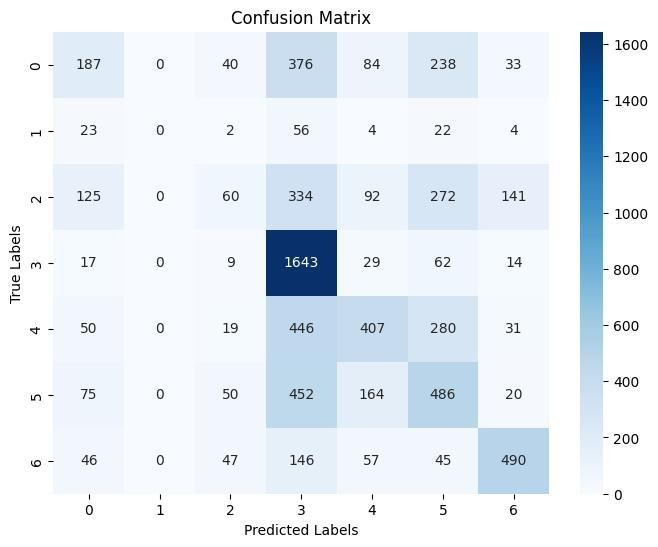 Confusion Matrix
0 187 0 40 376 84 238 33
1 23 0 2 56 4 22 4
2 125 0 60 334 92 272 141
3 17 0 9 1643 29 62 14
4 50 0 19 446 407 280 31
5 75 0 50 452 164 486 20
6 46 0 47 146 57 45 490
0 1 2 3 4 5 6
Predicted Labels
True Labels
1600
1400
1200
1000
800
600
400
200
0